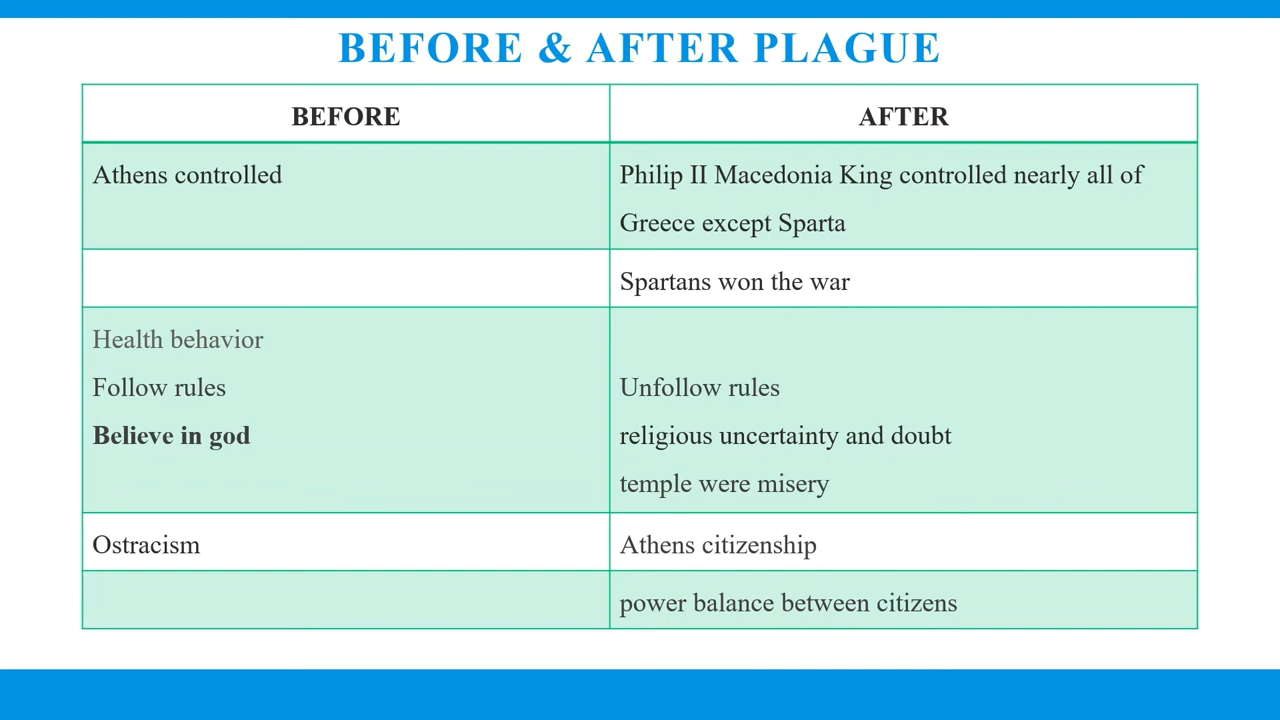 BEFORE & AFTER PLAGUE
BEFORE
AFTER
Athens controlled
Philip II Macedonia King controlled nearly all of
Greece except Sparta
Spartans won the war
Health behavior
Follow rules
Believe in god
Unfollow rules
religious uncertainty and doubt
temple were misery
Ostracism
Athens citizenship
power balance between citizens